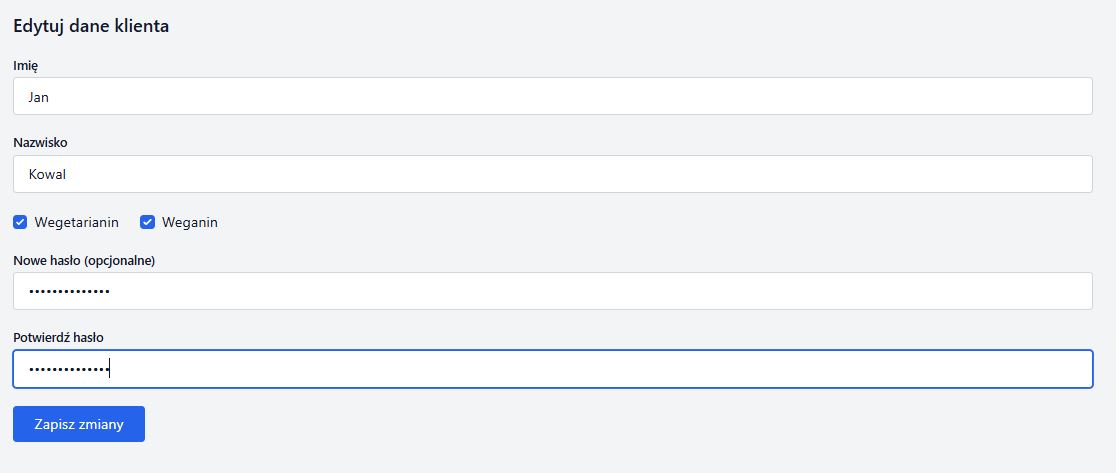 Edytuj dane klienta
Imię
Jan
Nazwisko
Kowal
Wegetarianin Weganin
Nowe hasło (opcjonalne)
••••••••••••••
Potwierdź hasło
••••••••••••••
Zapisz zmiany